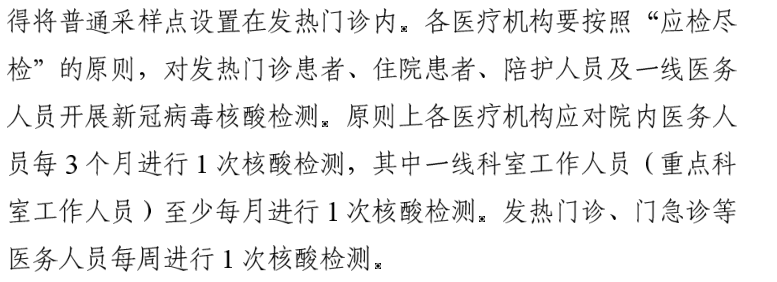 得将普通采样点设置在发热门诊内。各医疗机构要按照“应检尽
检”的原则，对发热门诊患者、住院患者、陪护人员及一线医务
人员开展新冠病毒核酸检测。原则上各医疗机构应对院内医务人
员每 3 个月进行 1 次核酸检测，其中一线科室工作人员（重点科
室工作人员）至少每月进行 1 次核酸检测。发热门诊、门急诊等
医务人员每周进行 1 次核酸检测。